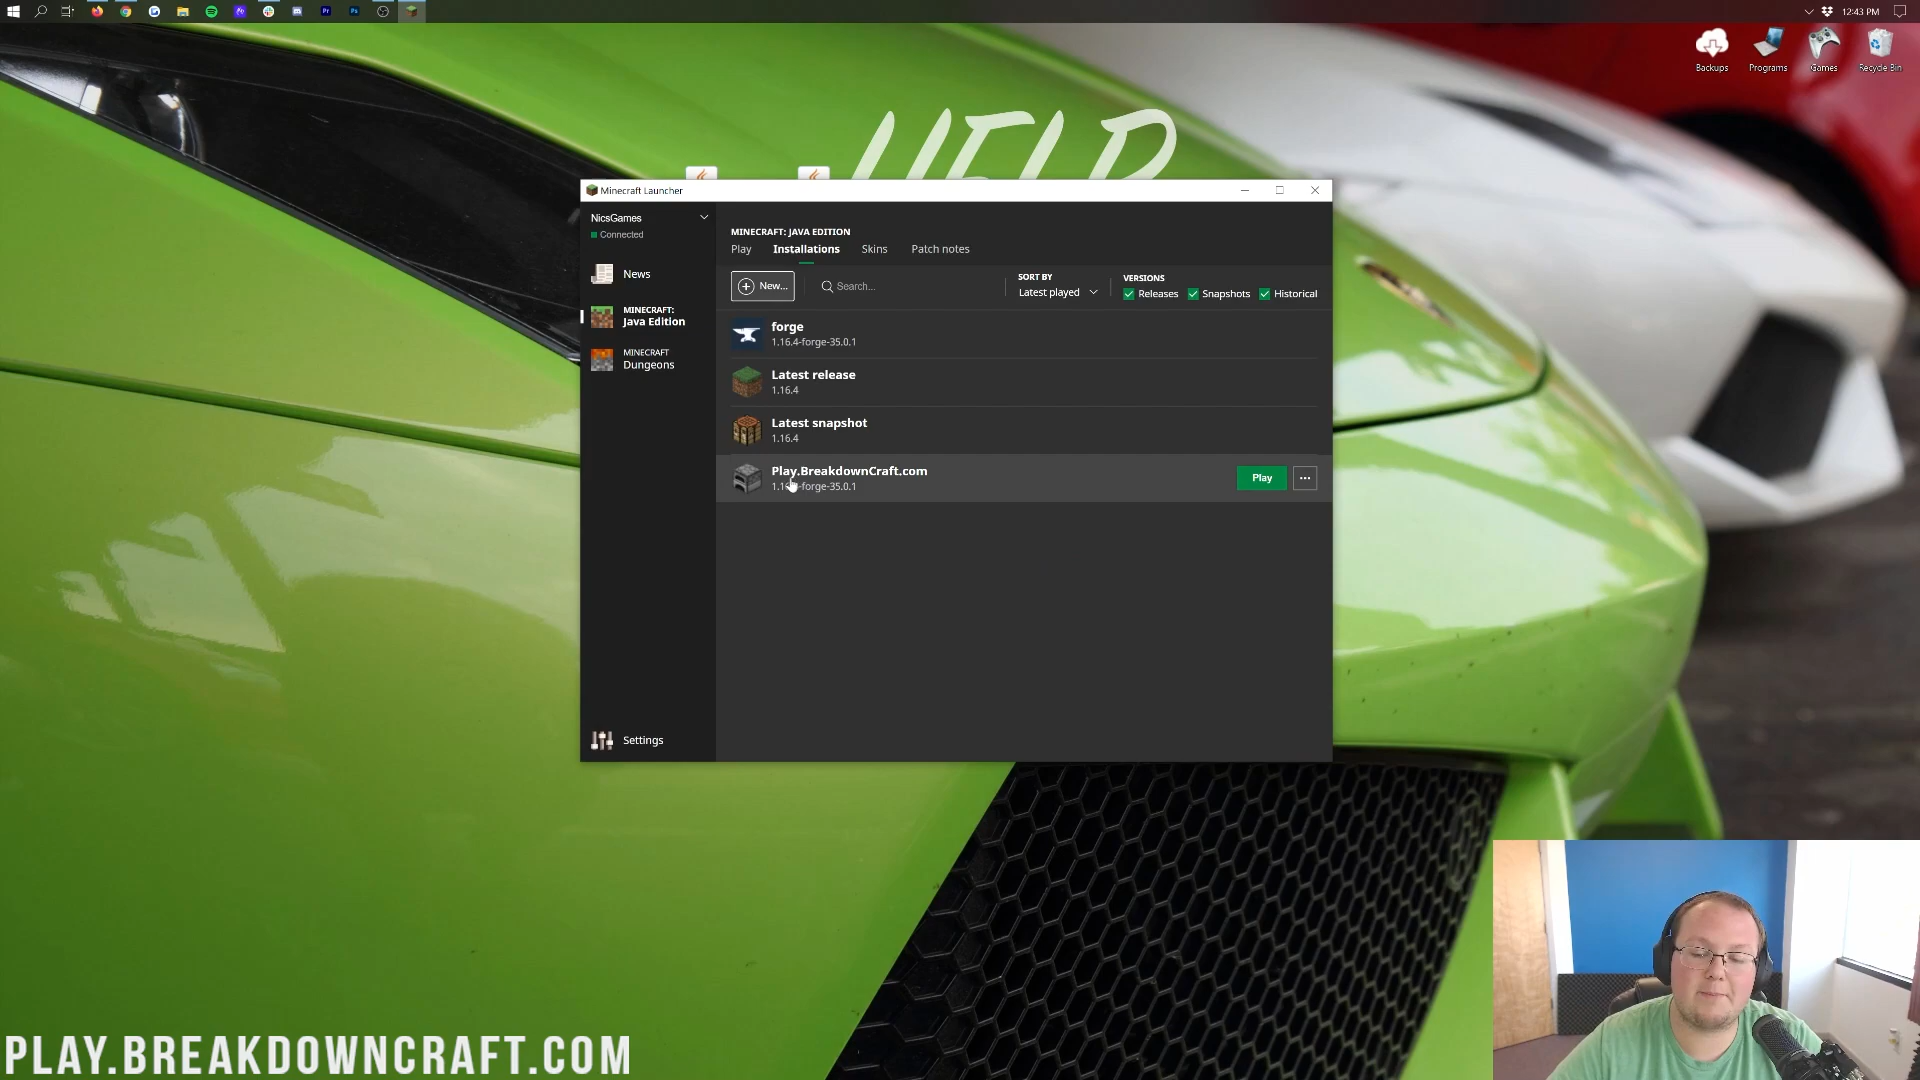 12:43 PM
Backups
Programs
Games
Recycle Bin
HELP
Minecraft Launcher
NicsGames
Connected
News
MINECRAFT:
Java Edition
MINECRAFT
Dungeons
Settings
MINECRAFT: JAVA EDITION
Play
Installations
Skins
Patch notes
New...
Search...
SORT BY
Latest played
VERSIONS
Releases
Snapshots
Historical
forge
1.16.4-forge-35.0.1
Latest release
1.16.4
Latest snapshot
1.16.4
Play.BreakdownCraft.com
-forge-35.0.1
Play
PLAY.BREAKDOWNCRAFT.COM